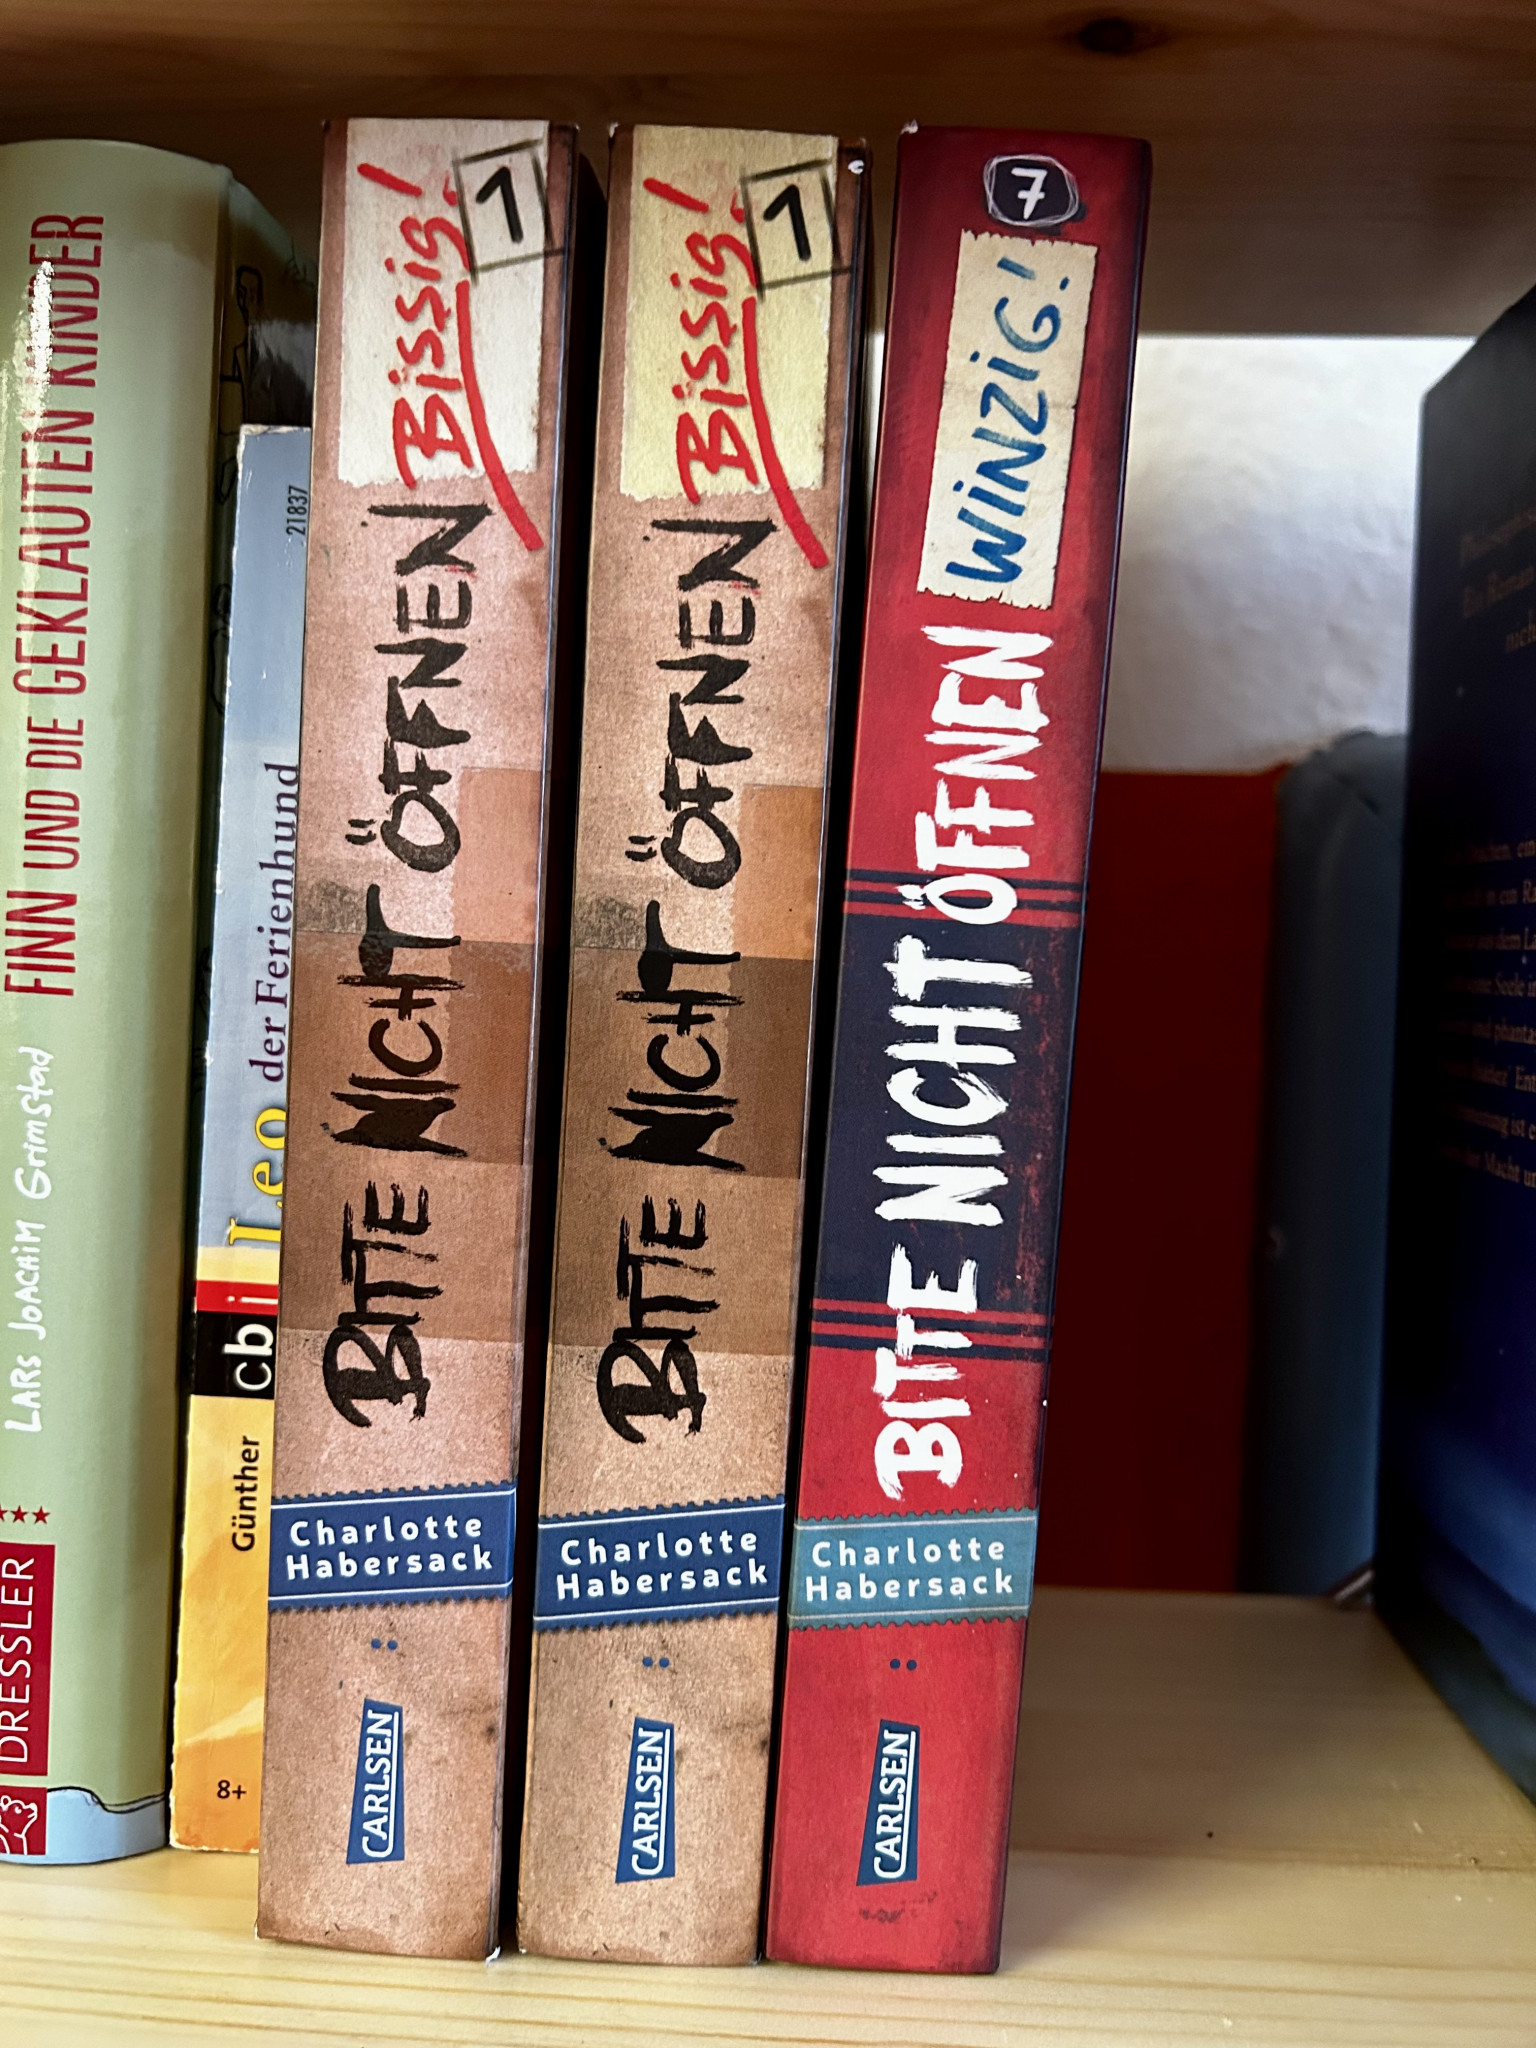 FINN UND DIE GEKLAUTEN KINDER
LARS JOACHIM GRIMSTAD
DRESSLER
21837
Leo der Ferienhund
cbj
Günther
8+
1
Bissig!
BITTE NICHT ÖFFNEN
Charlotte
Habersack
CARLSEN
1
Bissig!
BITTE NICHT ÖFFNEN
Charlotte
Habersack
CARLSEN
7
WINZIG!
BITTE NICHT ÖFFNEN
Charlotte
Habersack
CARLSEN